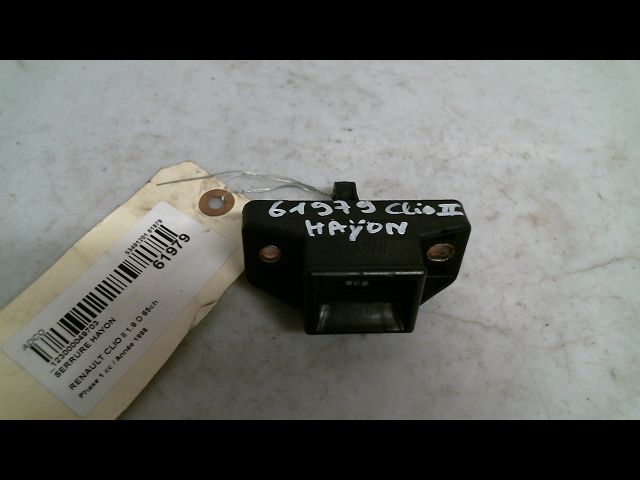 61979 Clio II
HAYON
61979
SERRURE HAYON
RENAULT CLIO II 1.9 D 65ch
Phase 1 cc / Année 1998